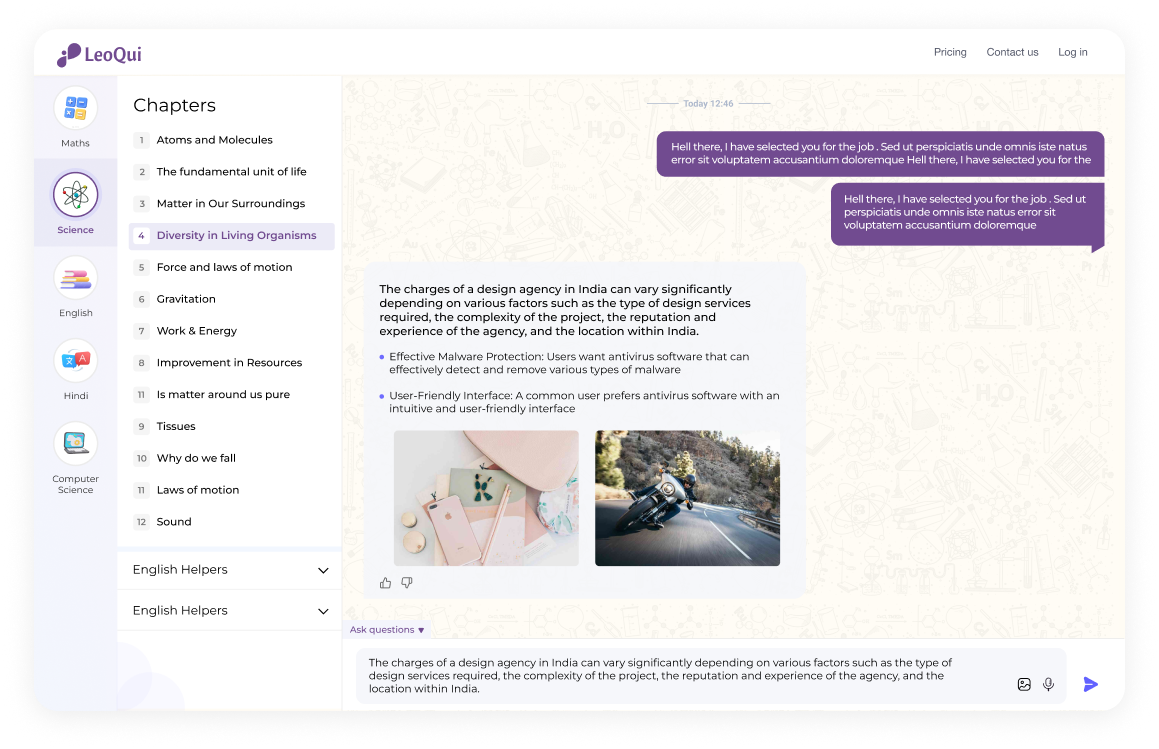 LeoQui
Pricing
Contact us
Log in
Maths
Science
English
Hindi
Computer
Science
Chapters
1 Atoms and Molecules
2 The fundamental unit of life
3 Matter in Our Surroundings
4 Diversity in Living Organisms
5 Force and laws of motion
6 Gravitation
7 Work & Energy
8 Improvement in Resources
11 Is matter around us pure
9 Tissues
10 Why do we fall
11 Laws of motion
12 Sound
English Helpers
English Helpers
Today 12:46
Hell there, I have selected you for the job . Sed ut perspiciatis unde omnis iste natus
error sit voluptatem accusantium doloremque Hell there, I have selected you for the
Hell there, I have selected you for the job . Sed ut
perspiciatis unde omnis iste natus error sit
voluptatem accusantium doloremque
The charges of a design agency in India can vary significantly
depending on various factors such as the type of design services
required, the complexity of the project, the reputation and
experience of the agency, and the location within India.
Effective Malware Protection: Users want antivirus software that can
effectively detect and remove various types of malware
User-Friendly Interface: A common user prefers antivirus software with an
intuitive and user-friendly interface
Ask questions
The charges of a design agency in India can vary significantly depending on various factors such as the type of
design services required, the complexity of the project, the reputation and experience of the agency, and the
location within India.